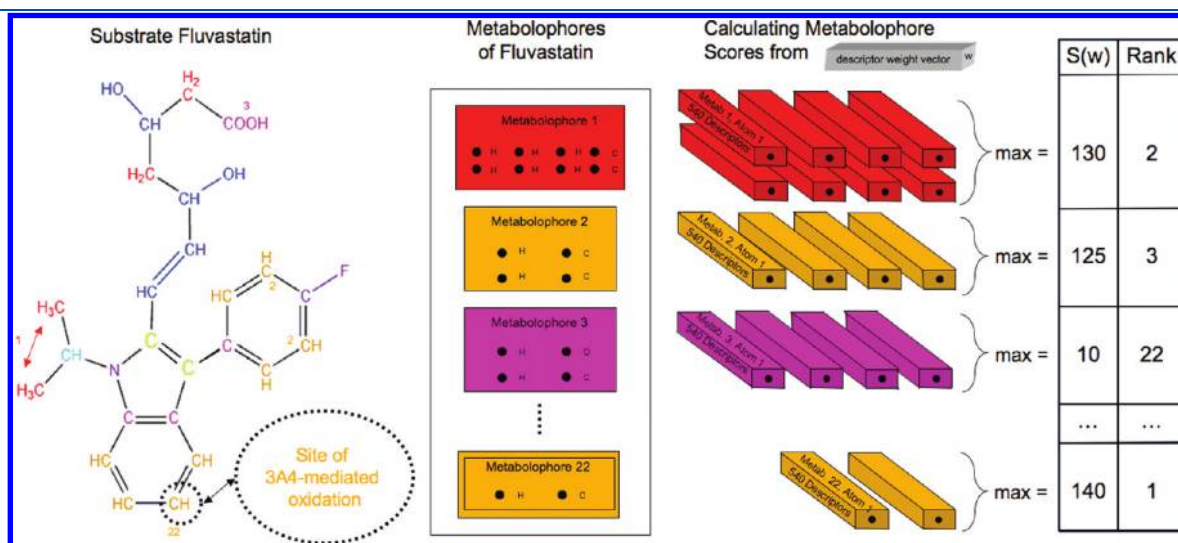 Substrate Fluvastatin
Metabolophores
of Fluvastatin
Calculating Metabolophore
Scores from
descriptor weight vector
w
S(w) Rank
HO
H2
3
CH
COOH
H2C
OH
CH
CH
HC
HC
CH
2
F
C
C
C
C
2
CH
C
H
1
H3C
CH
H3C
N
C
C
HC
CH
HC
CH
22
Site of
3A4-mediated
oxidation
Metabolophore 1
H H H C
H H H C
Metabolophore 2
H C
H C
Metabolophore 3
H C
H C
Metabolophore 22
H C
Metab. 1, Atom 1
540 Descriptors
max = 130 2
Metab. 2, Atom 1
540 Descriptors
max = 125 3
Metab. 3, Atom 1
540 Descriptors
max = 10 22
... ...
Metab. 22, Atom 1
540 Descriptors
max = 140 1